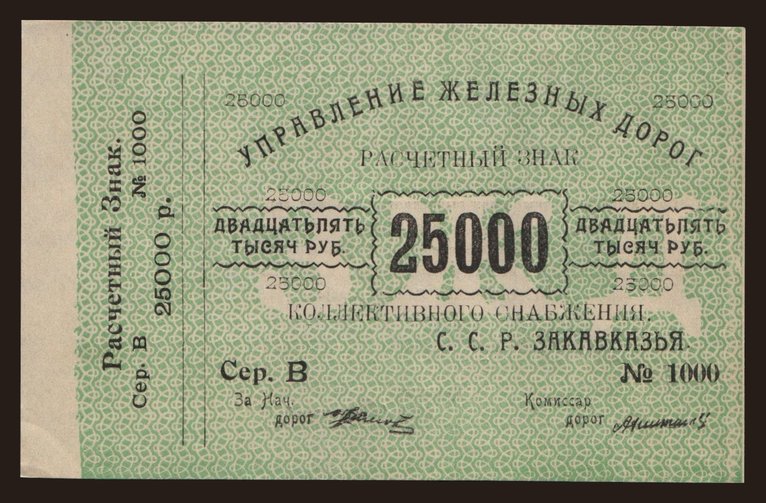 Расчетный Знак.
Сер. В № 1000
25000 р.
25000 25000
УПРАВЛЕНИЕ ЖЕЛЕЗНЫХ ДОРОГ
РАСЧЕТНЫЙ ЗНАК
25000 25000
ДВАДЦАТЬПЯТЬ ТЫСЯЧ РУБ.
25000
ДВАДЦАТЬПЯТЬ ТЫСЯЧ РУБ.
25000 25000
КОЛЛЕКТИВНОГО СНАБЖЕНИЯ.
С. С. Р. ЗАКАВКАЗЬЯ.
Сер. В № 1000
За Нач. дорог
Комиссар дорог